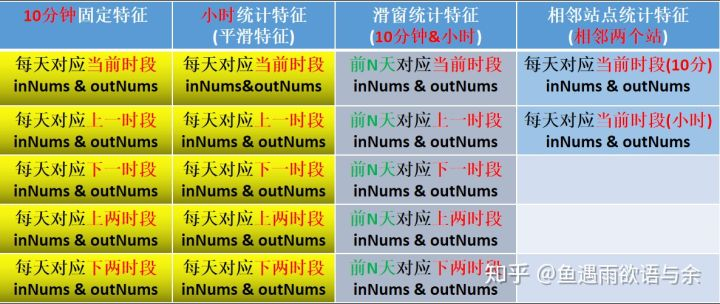 10分钟固定特征
小时统计特征
(平滑特征)
滑窗统计特征
(10分钟&小时)
相邻站点统计特征
(相邻两个站)
每天对应当前时段
inNums & outNums
每天对应当前时段
inNums&outNums
前N天对应当前时段
inNums & outNums
每天对应当前时段(10分)
inNums & outNums
每天对应上一时段
inNums & outNums
每天对应上一时段
inNums & outNums
前N天对应上一时段
inNums & outNums
每天对应当前时段(小时)
inNums & outNums
每天对应下一时段
inNums & outNums
每天对应下一时段
inNums & outNums
前N天对应下一时段
inNums & outNums
每天对应上两时段
inNums & outNums
每天对应上两时段
inNums & outNums
前N天对应上两时段
inNums & outNums
每天对应下两时段
inNums & outNums
每天对应下两时段
inNums & outNums
前N天对应下两时段
inNums & outNums
知乎 @鱼遇雨欲语与余